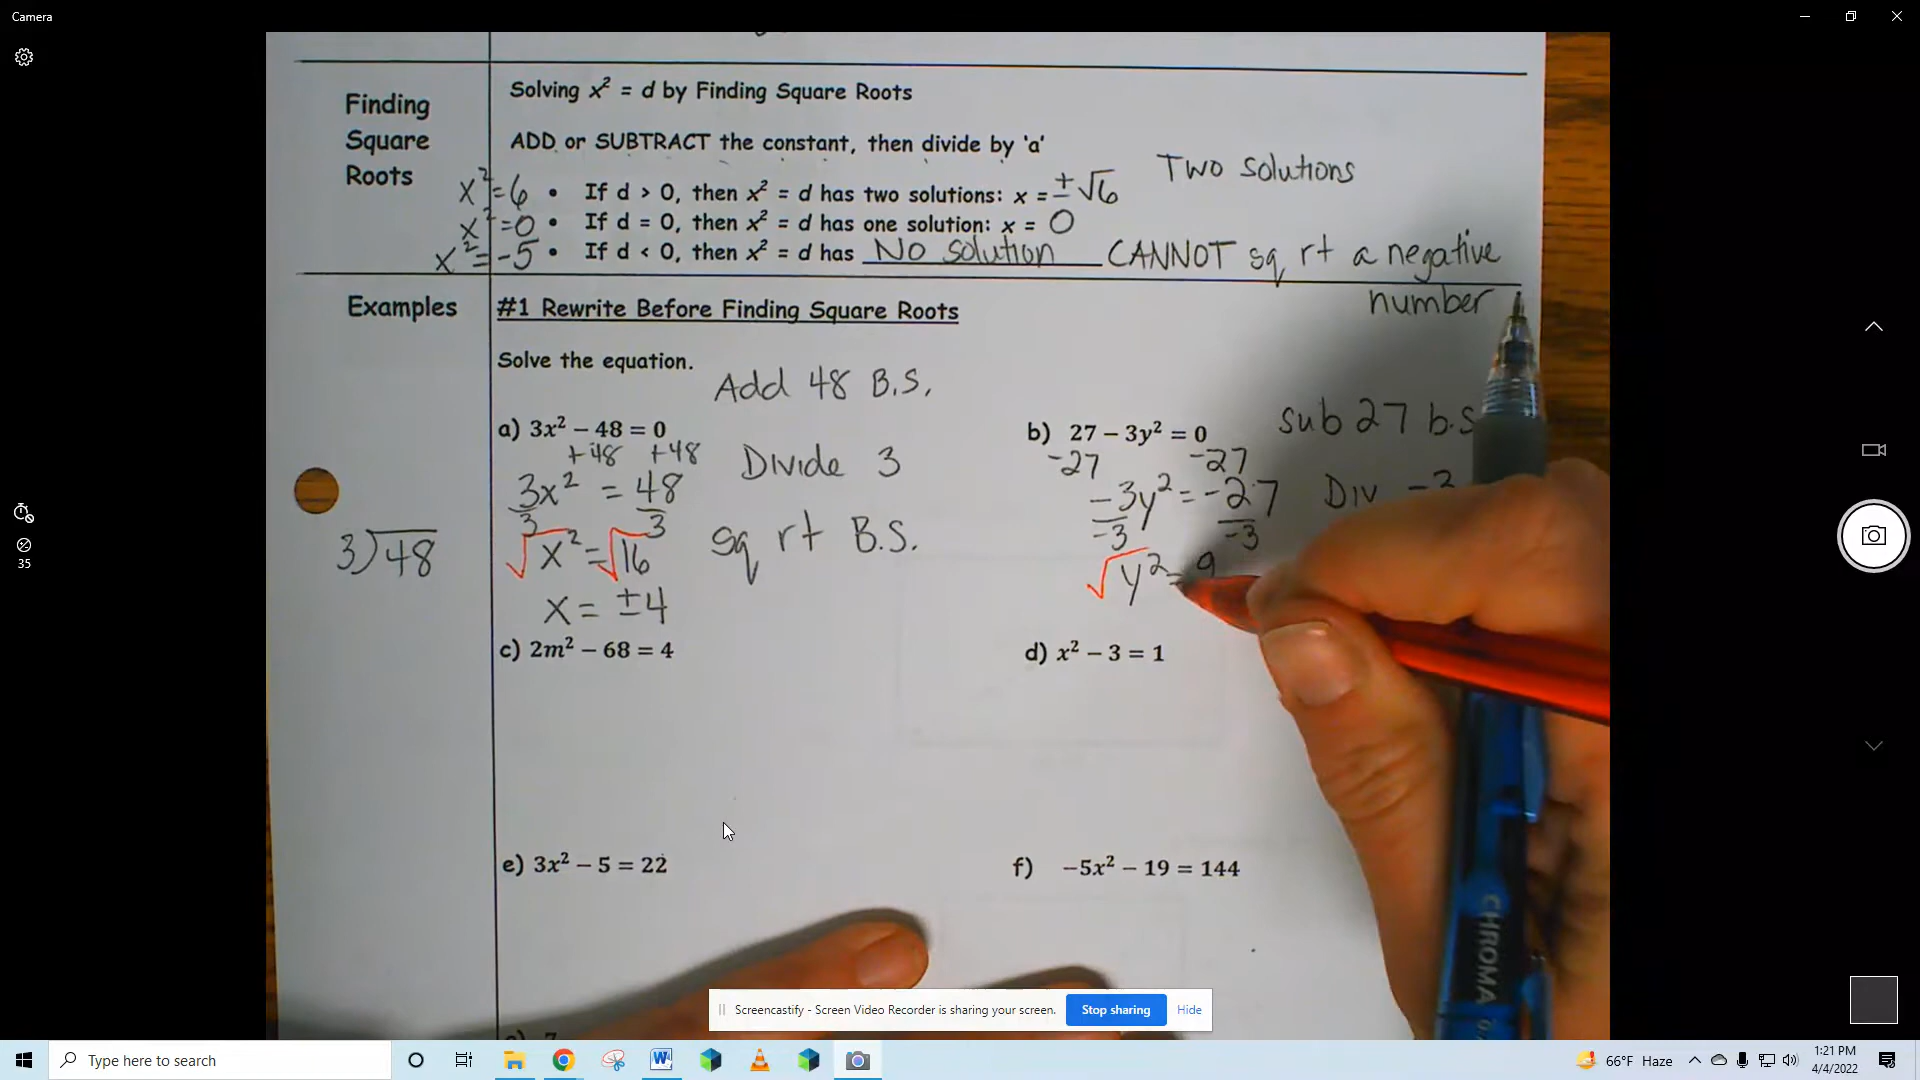 Camera
Finding
Square
Roots
Solving x² = d by Finding Square Roots
ADD or SUBTRACT the constant, then divide by 'a'
x²=6 • If d > 0, then x² = d has two solutions: x = ±√6 Two solutions
x²=0 • If d = 0, then x² = d has one solution: x = 0
x²=-5 • If d < 0, then x² = d has No solution CANNOT sq rt a negative
number
Examples
#1 Rewrite Before Finding Square Roots
Solve the equation.
Add 48 B.S.
a) 3x² − 48 = 0
+48 +48
Divide 3
3x² = 48
3 3
√x² = √16
sq rt B.S.
x = ±4
3)48
b) 27 − 3y² = 0
sub 27 b.s
-27 -27
-3y² = -27
Div
-3 -3
√y² = 9
c) 2m² − 68 = 4
d) x² − 3 = 1
e) 3x² − 5 = 22
f) −5x² − 19 = 144
CHROMA
35
Screencastify - Screen Video Recorder is sharing your screen.
Stop sharing
Hide
Type here to search
66°F Haze
1:21 PM
4/4/2022